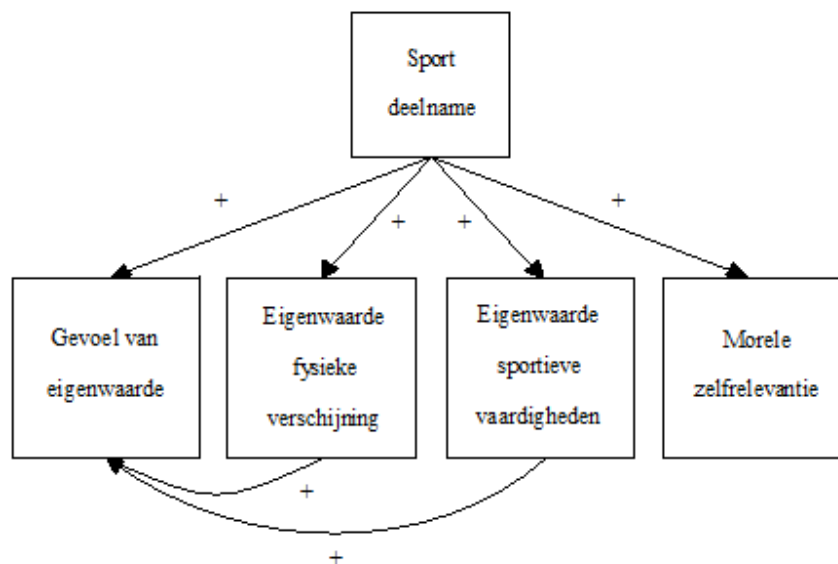 Sport
deelname
+
+
+
+
Gevoel van
eigenwaarde
Eigenwaarde
fysieke
verschijning
Eigenwaarde
sportieve
vaardigheden
Morele
zelfrelevantie
+
+